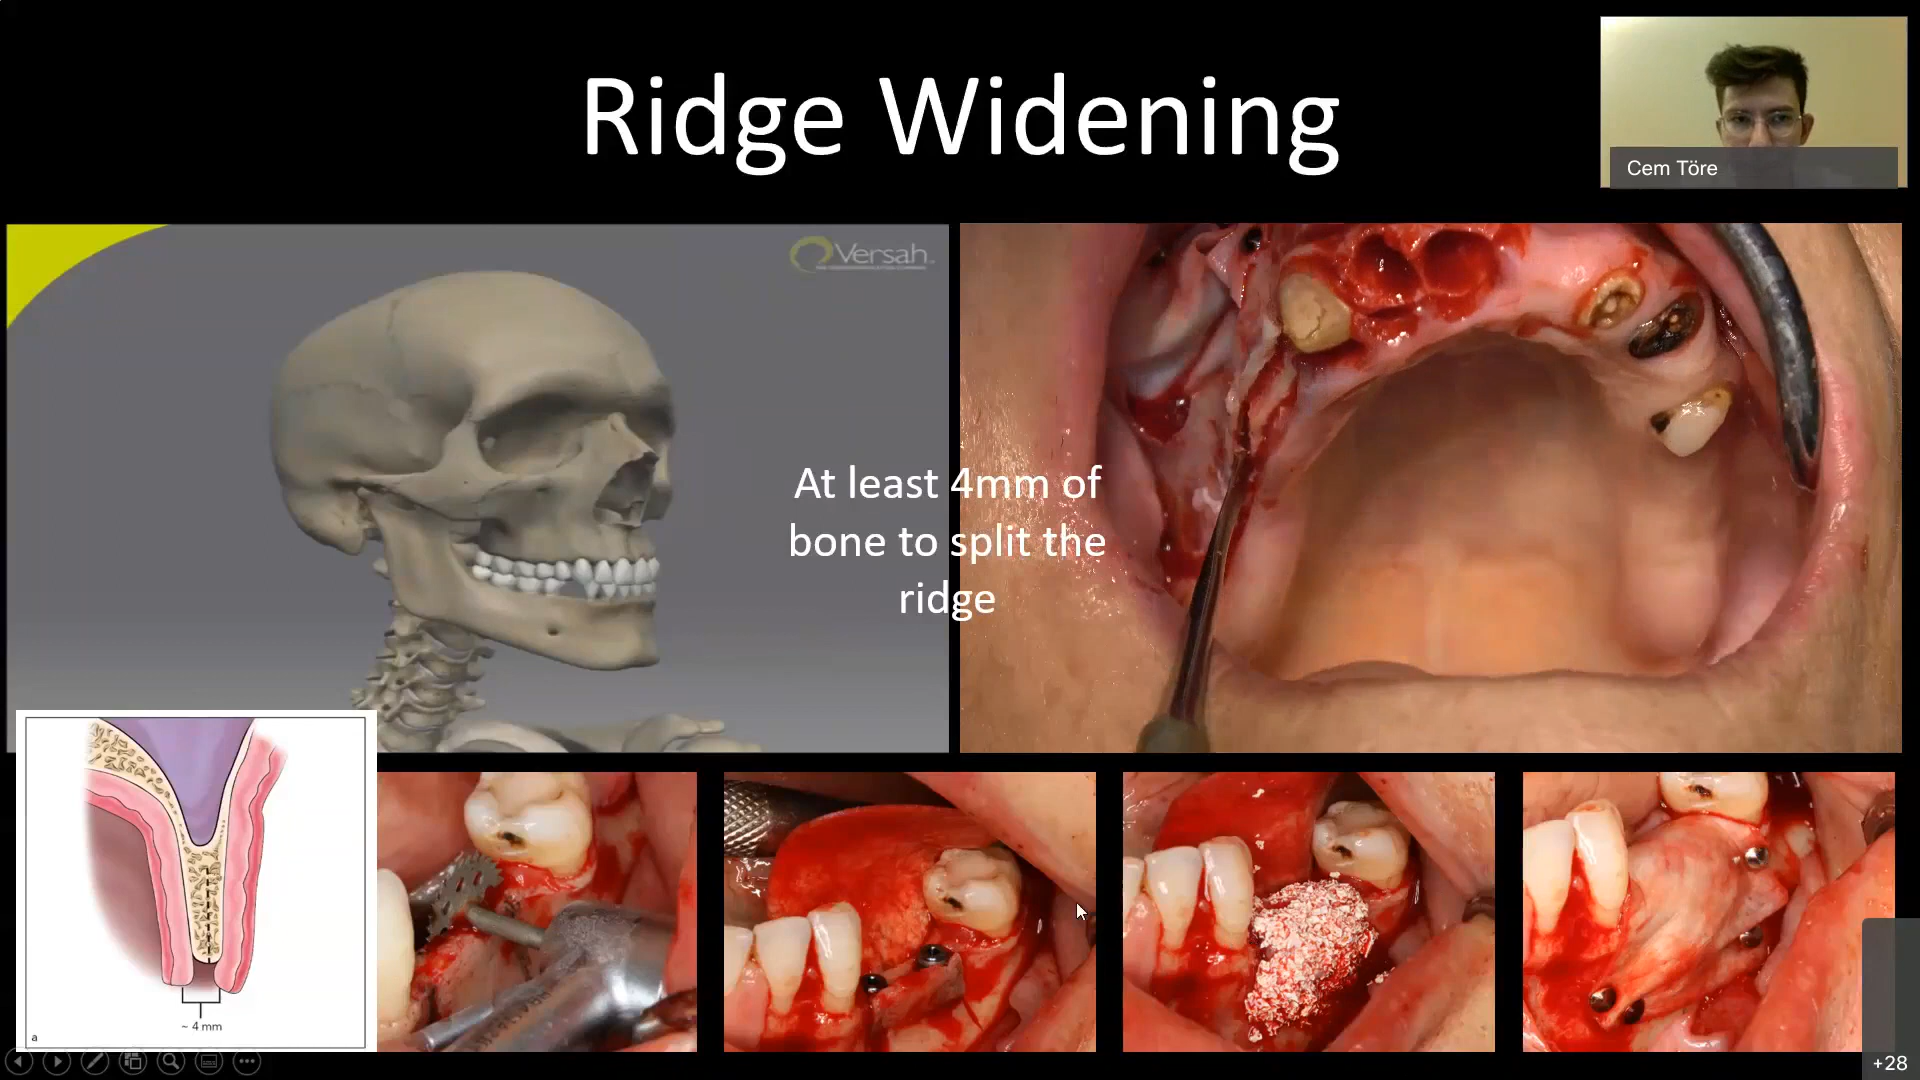 Ridge Widening
Cem Töre
Versah
At least 4mm of
bone to split the
ridge
~ 4 mm
a
+28